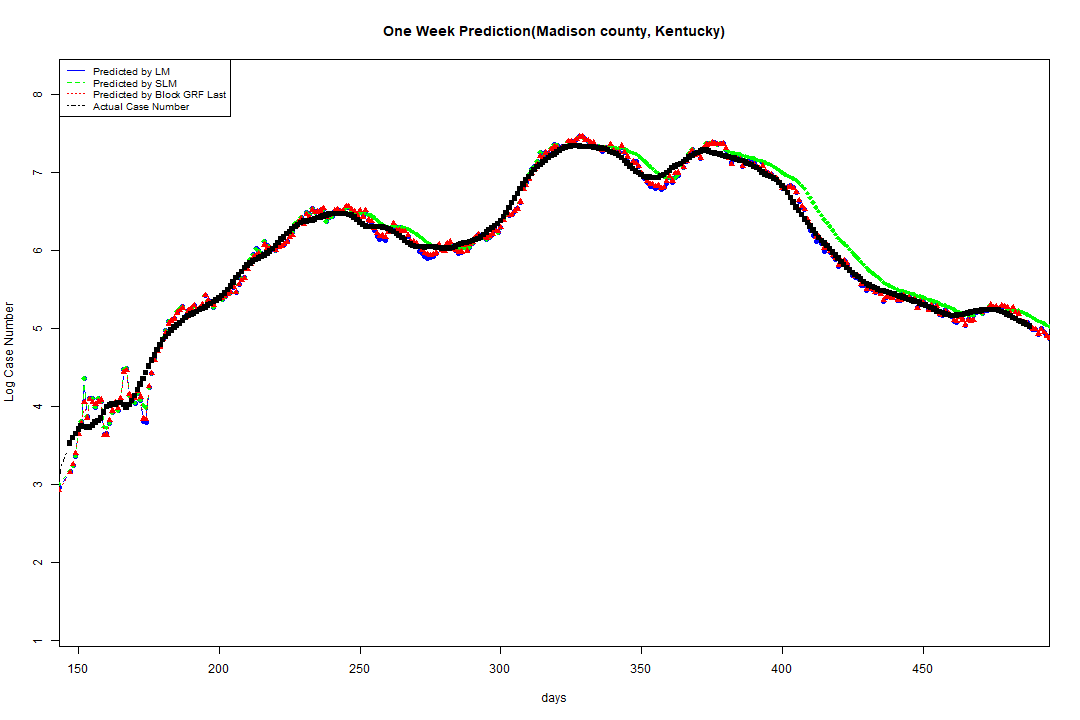 One Week Prediction(Madison county, Kentucky)
Predicted by LM
Predicted by SLM
Predicted by Block GRF Last
Actual Case Number
8
7
6
5
4
3
2
1
Log Case Number
150 200 250 300 350 400 450
days